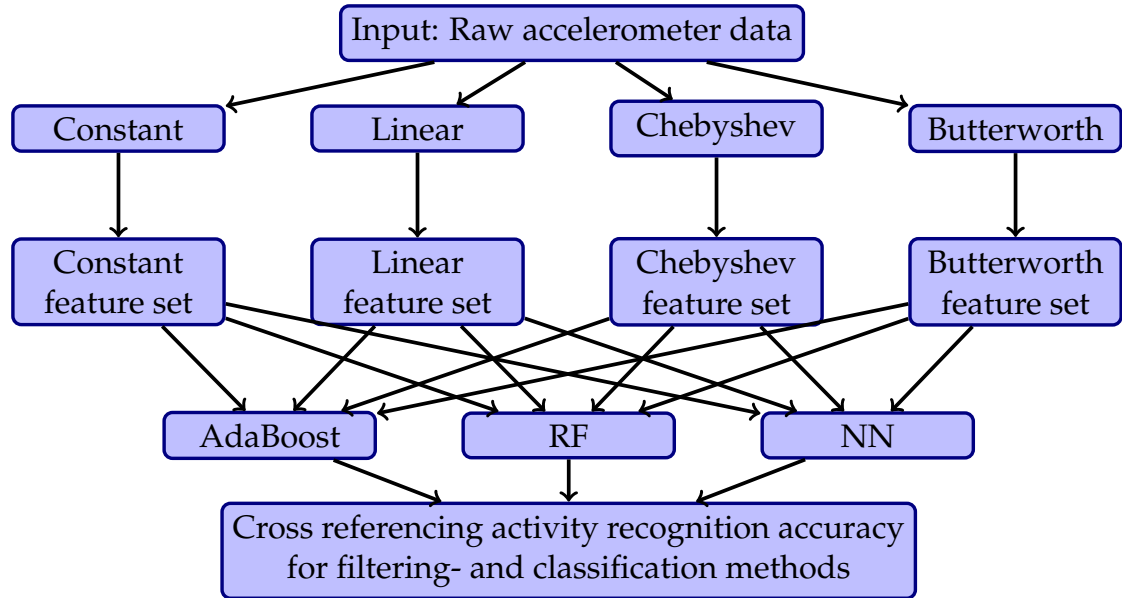 Input: Raw accelerometer data
Constant
Linear
Chebyshev
Butterworth
Constant
feature set
Linear
feature set
Chebyshev
feature set
Butterworth
feature set
AdaBoost
RF
NN
Cross referencing activity recognition accuracy
for filtering- and classification methods